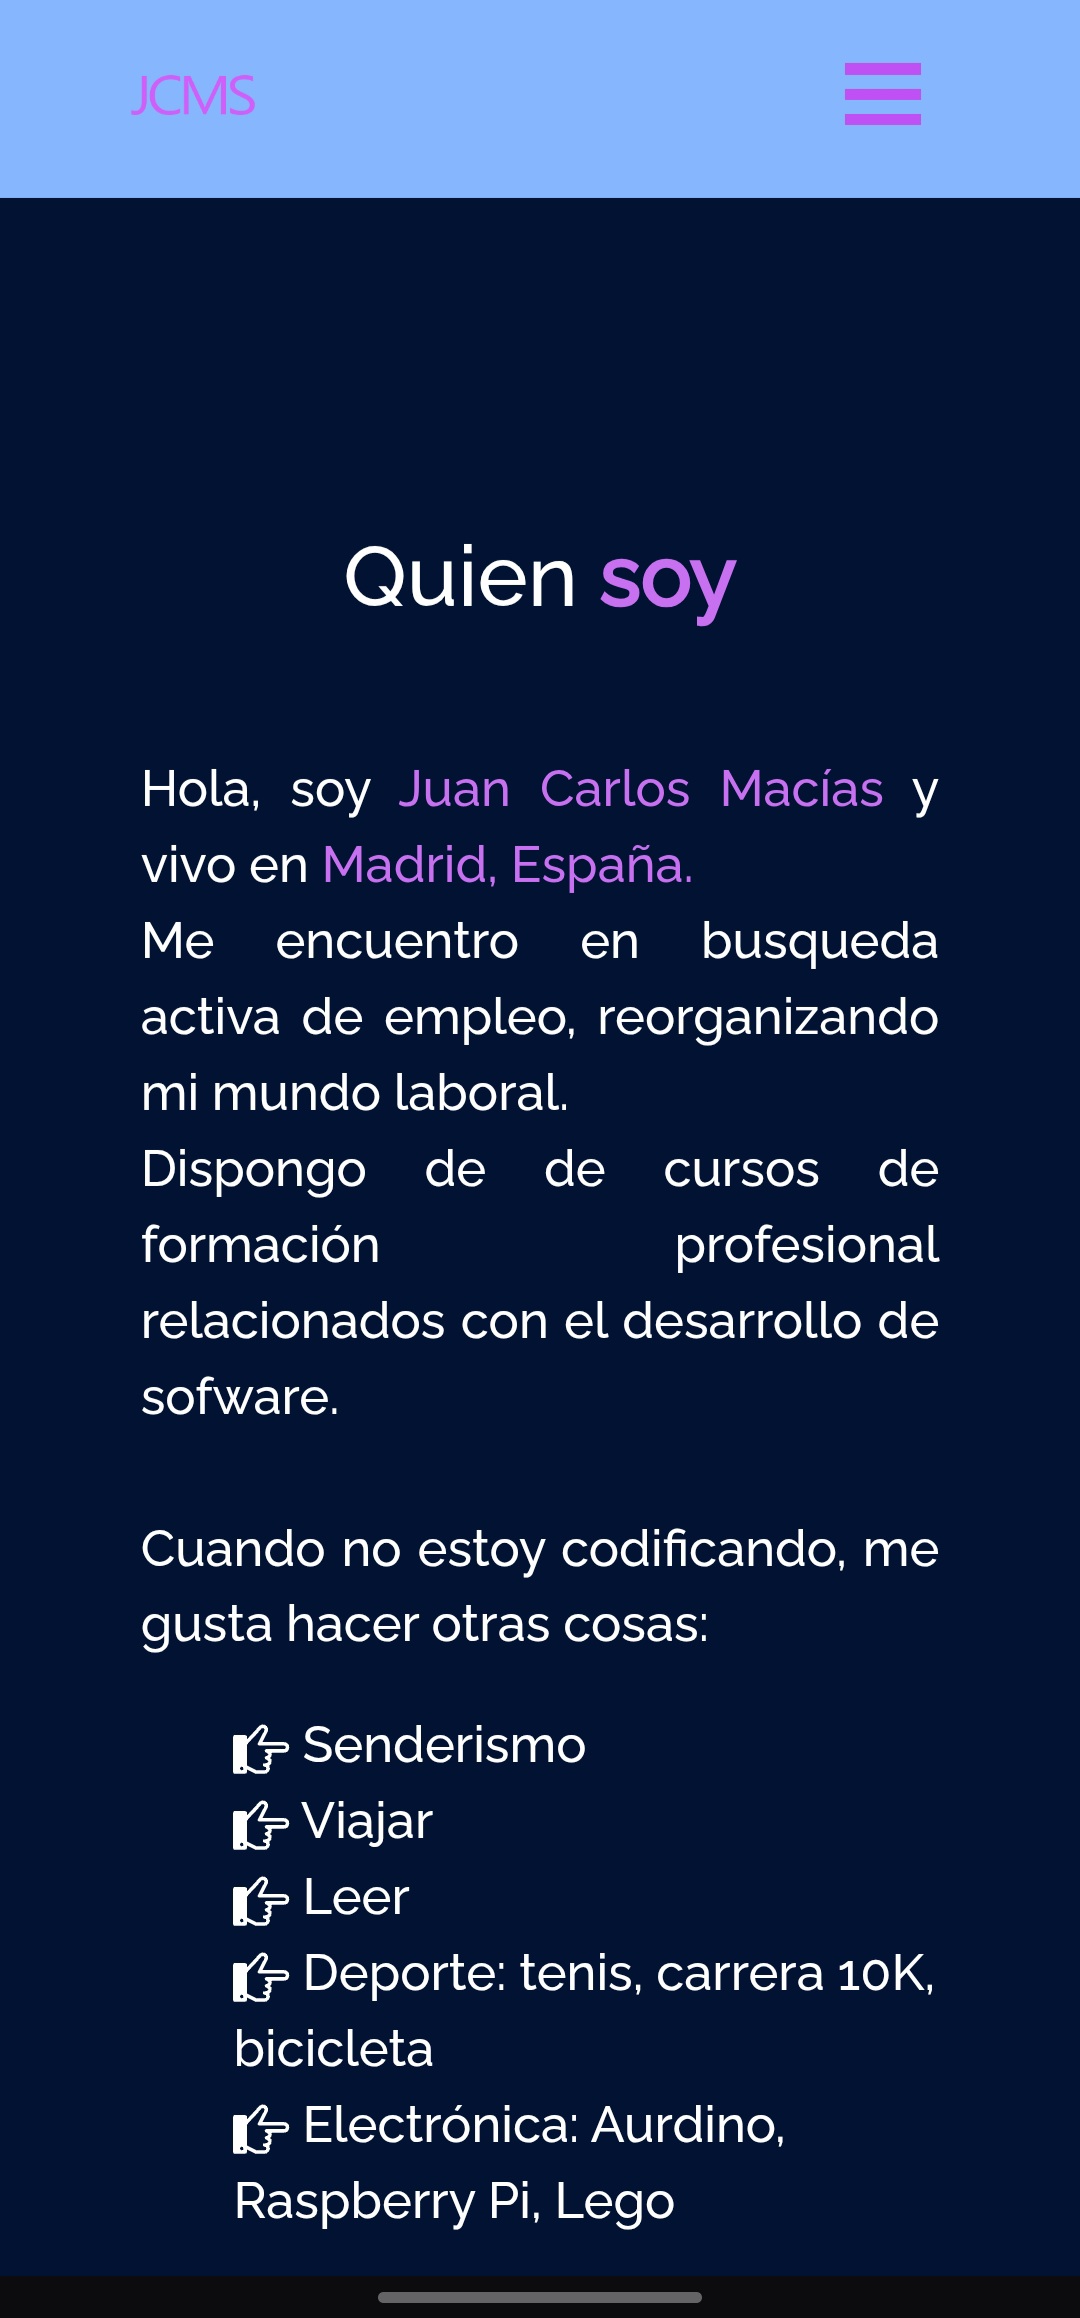 JCMS
Quien soy
Hola, soy Juan Carlos Macías y
vivo en Madrid, España.
Me encuentro en busqueda
activa de empleo, reorganizando
mi mundo laboral.
Dispongo de de cursos de
formación profesional
relacionados con el desarrollo de
sofware.
Cuando no estoy codificando, me
gusta hacer otras cosas:
Senderismo
Viajar
Leer
Deporte: tenis, carrera 10K,
bicicleta
Electrónica: Aurdino,
Raspberry Pi, Lego